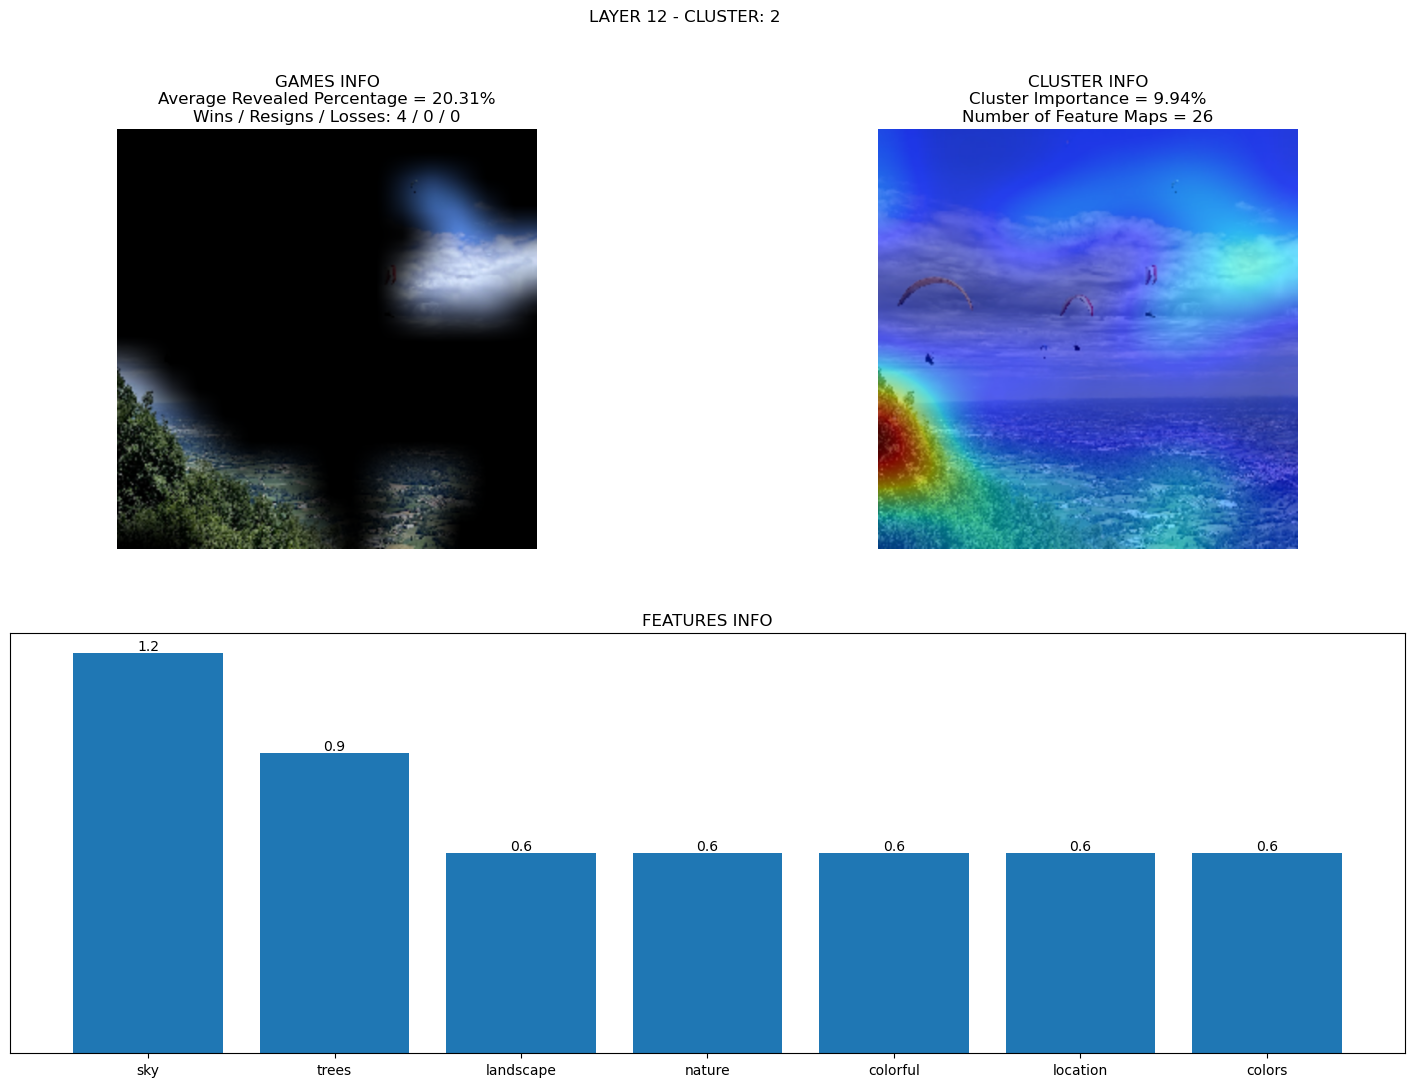 LAYER 12 - CLUSTER: 2
GAMES INFO
Average Revealed Percentage = 20.31%
Wins / Resigns / Losses: 4 / 0 / 0
CLUSTER INFO
Cluster Importance = 9.94%
Number of Feature Maps = 26
FEATURES INFO
1.2
0.9
0.6
0.6
0.6
0.6
0.6
sky
trees
landscape
nature
colorful
location
colors